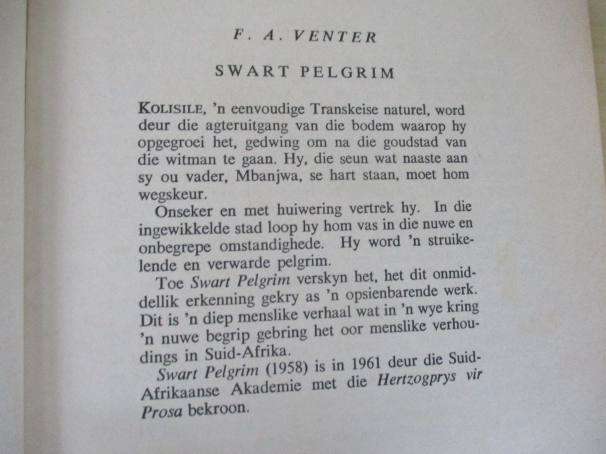 F. A. VENTER
SWART PELGRIM
KOLISILE, 'n eenvoudige Transkeise naturel, word
deur die agteruitgang van die bodem waarop hy
opgegroei het, gedwing om na die goudstad van
die witman te gaan. Hy, die seun wat naaste aan
sy ou vader, Mbanjwa, se hart staan, moet hom
wegskeur.
Onseker en met huiwering vertrek hy. In die
ingewikkelde stad loop hy hom vas in die nuwe en
onbegrepe omstandighede. Hy word 'n struike-
lende en verwarde pelgrim.
Toe Swart Pelgrim verskyn het, het dit onmid-
dellik erkenning gekry as 'n opsienbarende werk.
Dit is 'n diep menslike verhaal wat in 'n wye kring
'n nuwe begrip gebring het oor menslike verhou-
dings in Suid-Afrika.
Swart Pelgrim (1958) is in 1961 deur die Suid-
Afrikaanse Akademie met die Hertzogprys vir
Prosa bekroon.